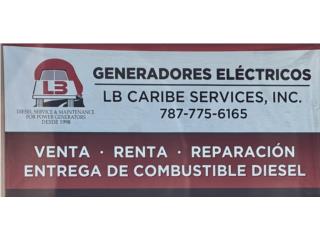 GENERADORES ELÉCTRICOS
LB
LB CARIBE SERVICES, INC.
DIESEL SERVICE & MAINTENANCE
FOR POWER GENERATORS
DESDE 1998
787-775-6165
VENTA · RENTA · REPARACIÓN
ENTREGA DE COMBUSTIBLE DIESEL